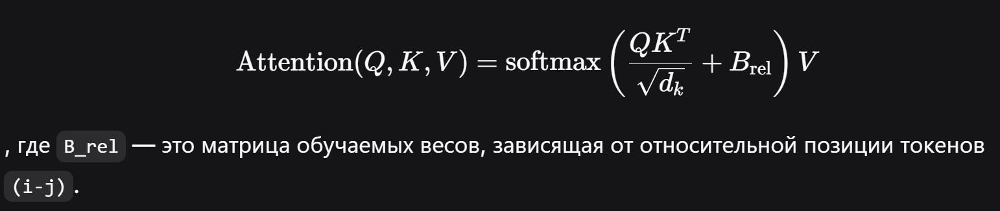 Attention(Q, K, V) = softmax ( QK^T / √d_k + B_rel ) V
, где B_rel — это матрица обучаемых весов, зависящая от относительной позиции токенов
(i-j) .